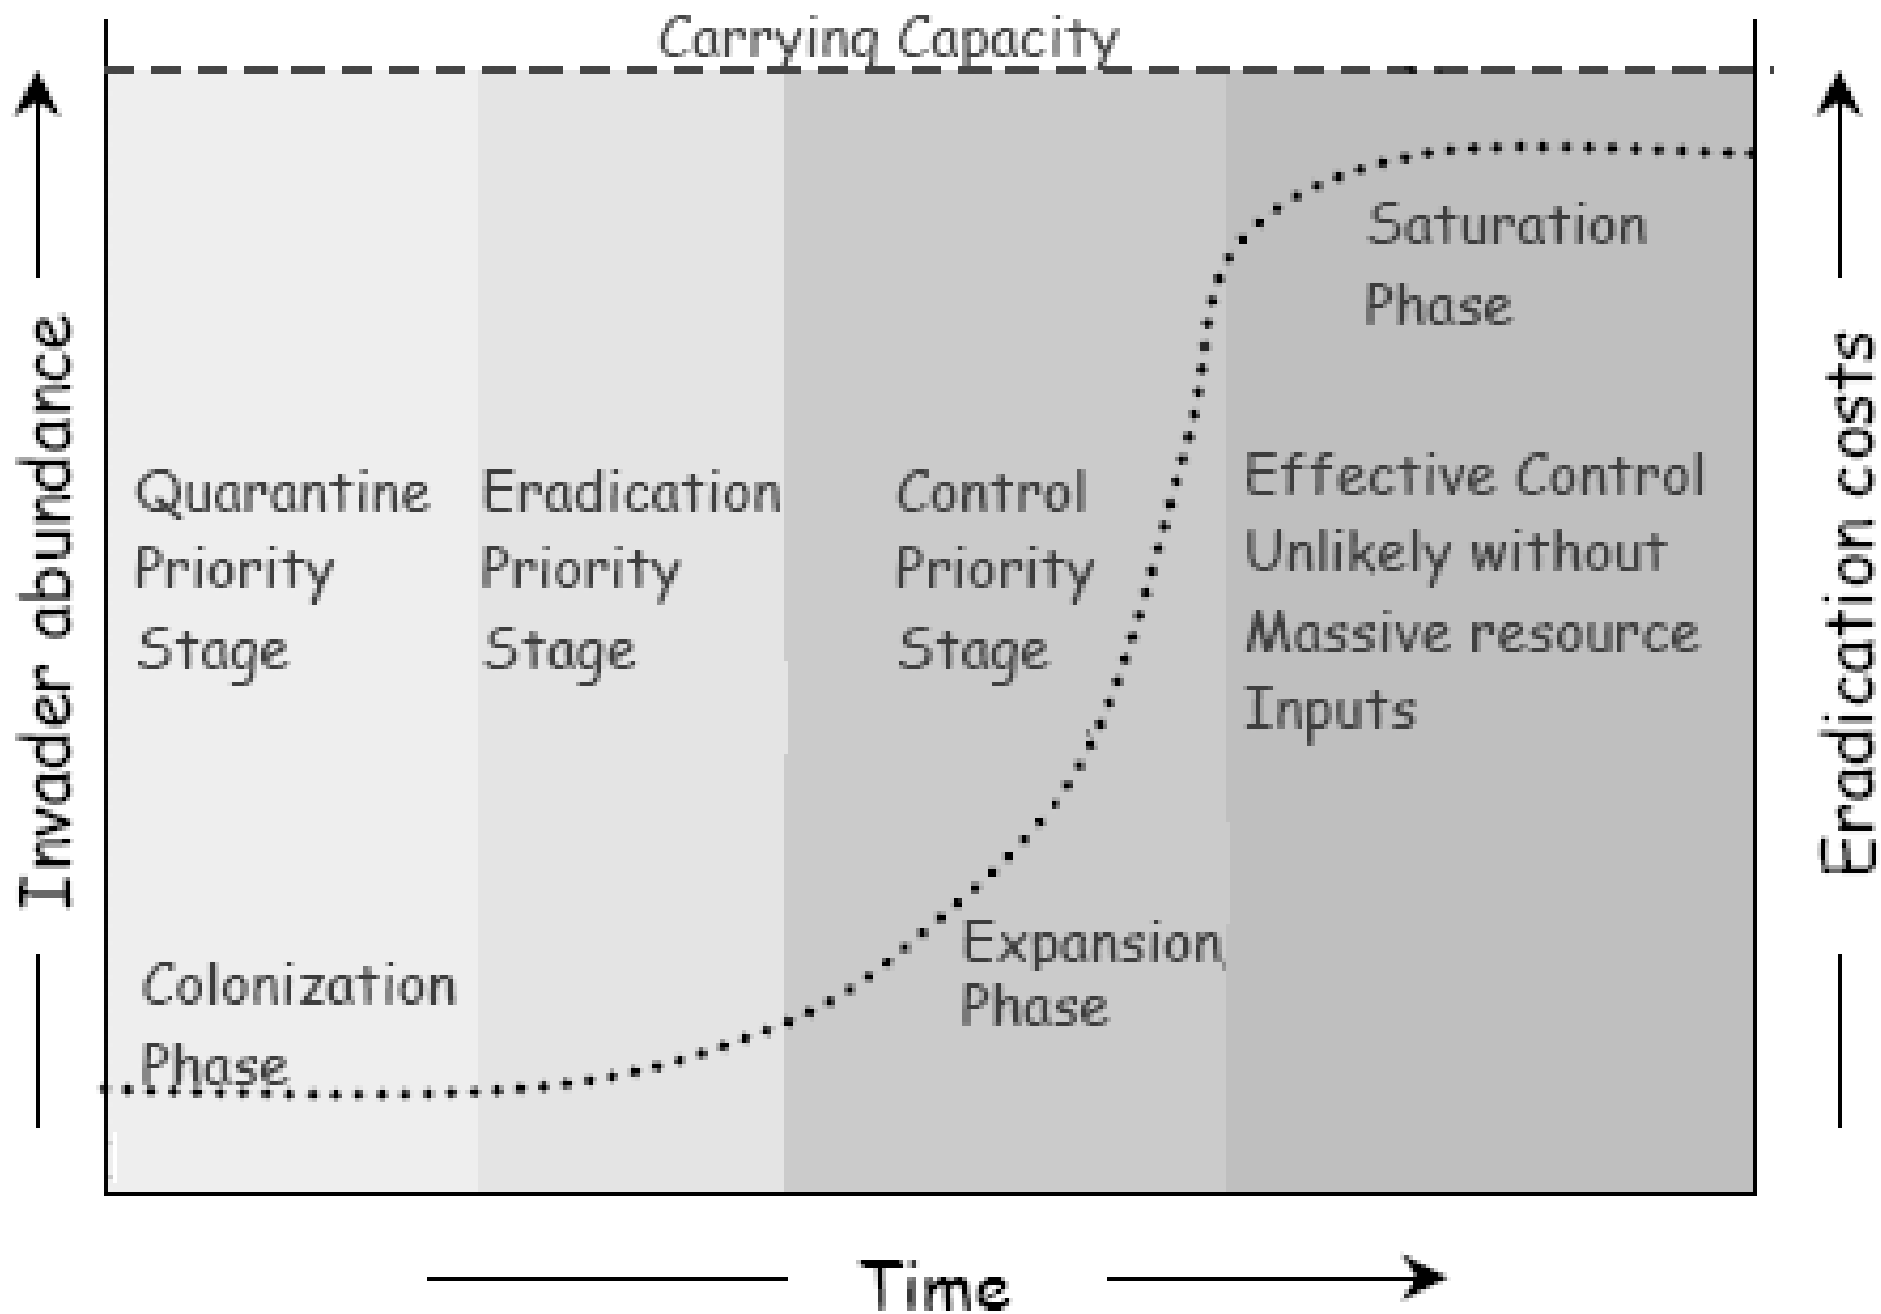 Carrying Capacity
Invader abundance
Quarantine
Priority
Stage
Eradication
Priority
Stage
Control
Priority
Stage
Saturation
Phase
Effective Control
Unlikely without
Massive resource
Inputs
Colonization
Phase
Expansion
Phase
Eradication costs
Time